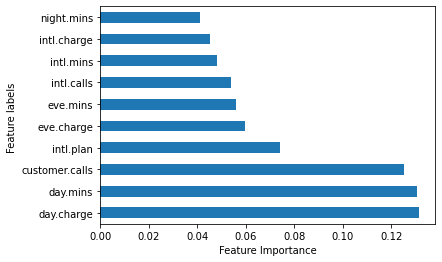 night.mins
intl.charge
intl.mins
intl.calls
eve.mins
eve.charge
intl.plan
customer.calls
day.mins
day.charge
Feature labels
0.00 0.02 0.04 0.06 0.08 0.10 0.12
Feature Importance